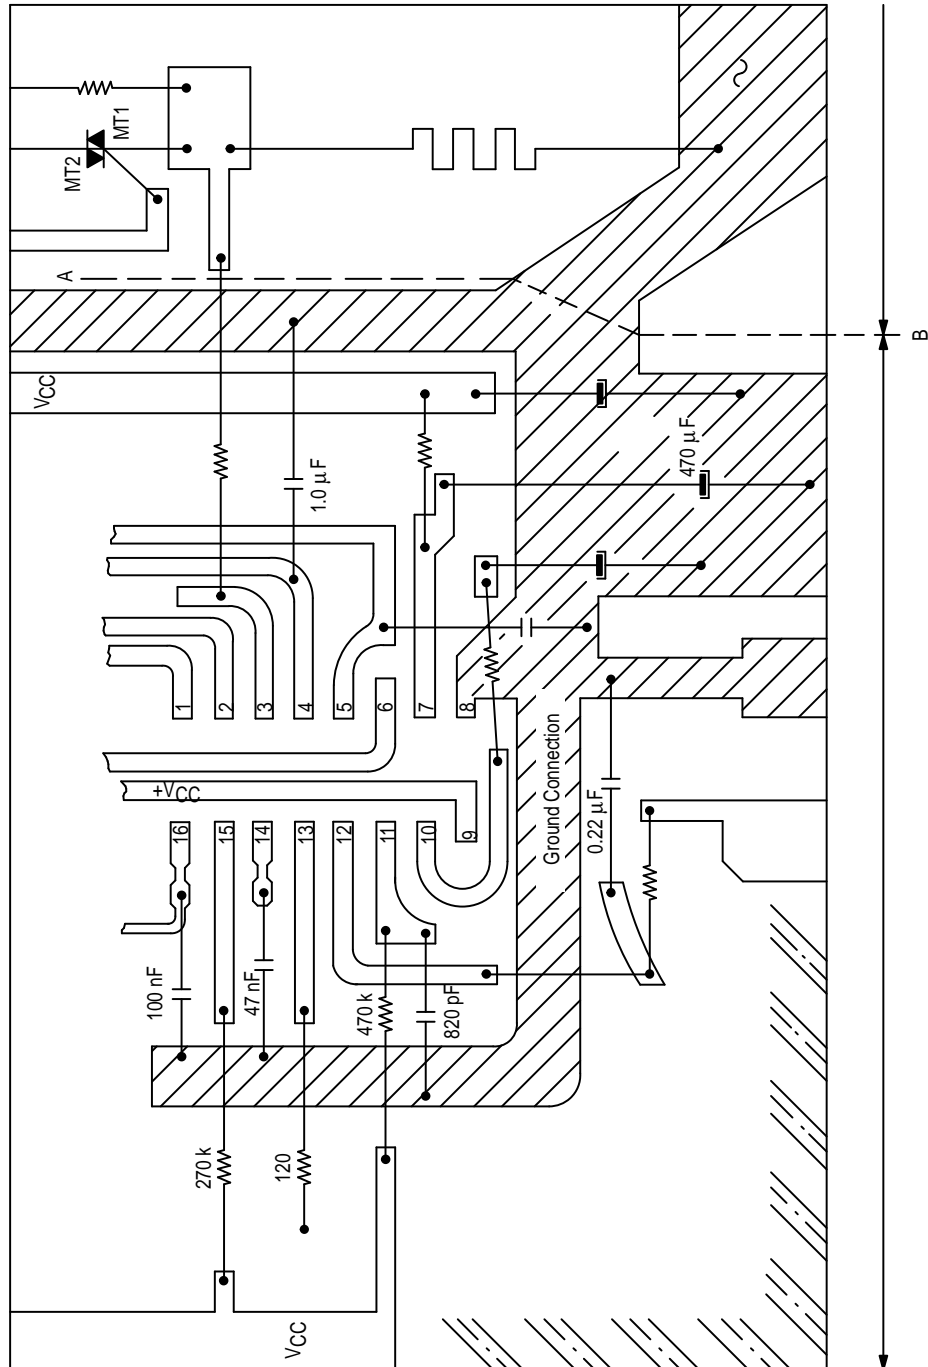 MT1
MT2
A
B
VCC
1.0 µF
470 µF
1
2
3
4
5
6
7
8
+VCC
16
15
14
13
12
11
10
9
Ground Connection
0.22 µF
100 nF
47 nF
470 k
820 pF
270 k
120
VCC